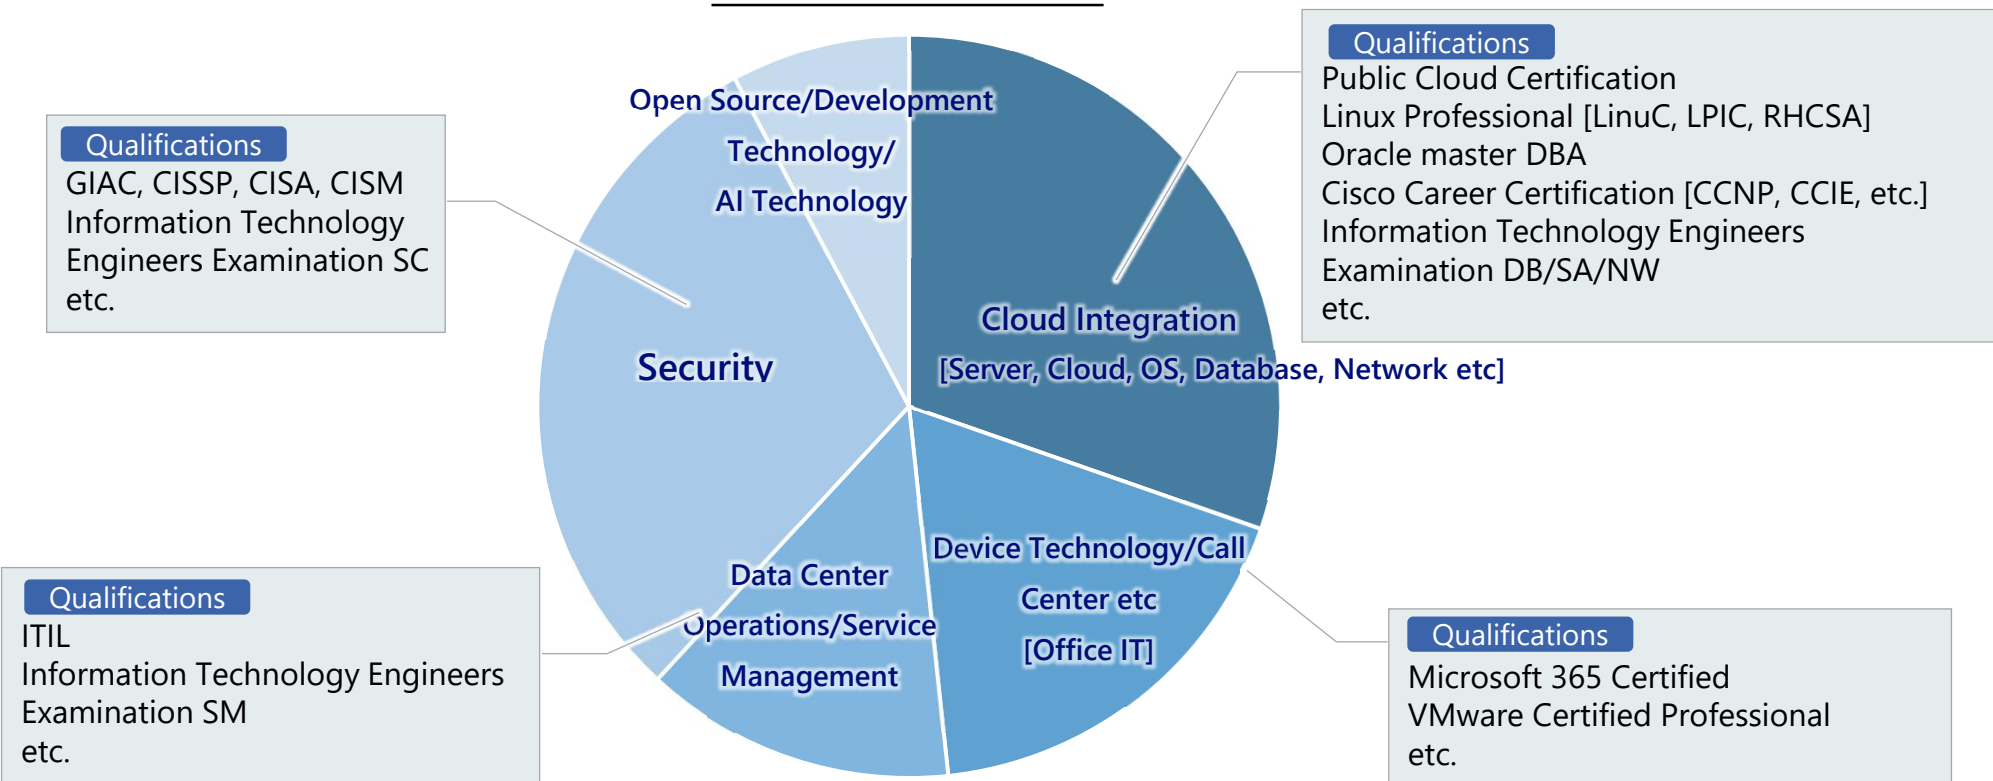 Qualifications
GIAC, CISSP, CISA, CISM
Information Technology
Engineers Examination SC
etc.
Open Source/Development
Technology/
AI Technology
Qualifications
Public Cloud Certification
Linux Professional [LinuC, LPIC, RHCSA]
Oracle master DBA
Cisco Career Certification [CCNP, CCIE, etc.]
Information Technology Engineers
Examination DB/SA/NW
etc.
Security
Cloud Integration
[Server, Cloud, OS, Database, Network etc]
Qualifications
ITIL
Information Technology Engineers
Examination SM
etc.
Data Center
Operations/Service
Management
Device Technology/Call
Center etc
[Office IT]
Qualifications
Microsoft 365 Certified
VMware Certified Professional
etc.